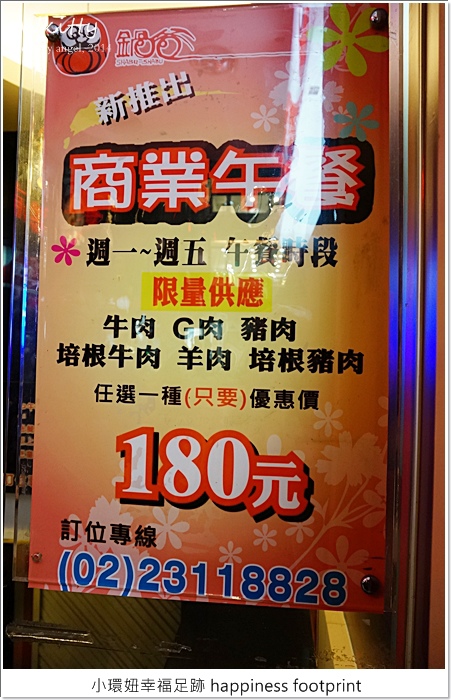 鍋爸
SHABU SHABU
新推出
商業午餐
週一~週五 午餐時段
限量供應
牛肉 G肉 豬肉
培根牛肉 羊肉 培根豬肉
任選一種(只要)優惠價
180元
訂位專線
(02)23118828
小環妞幸福足跡 happiness footprint